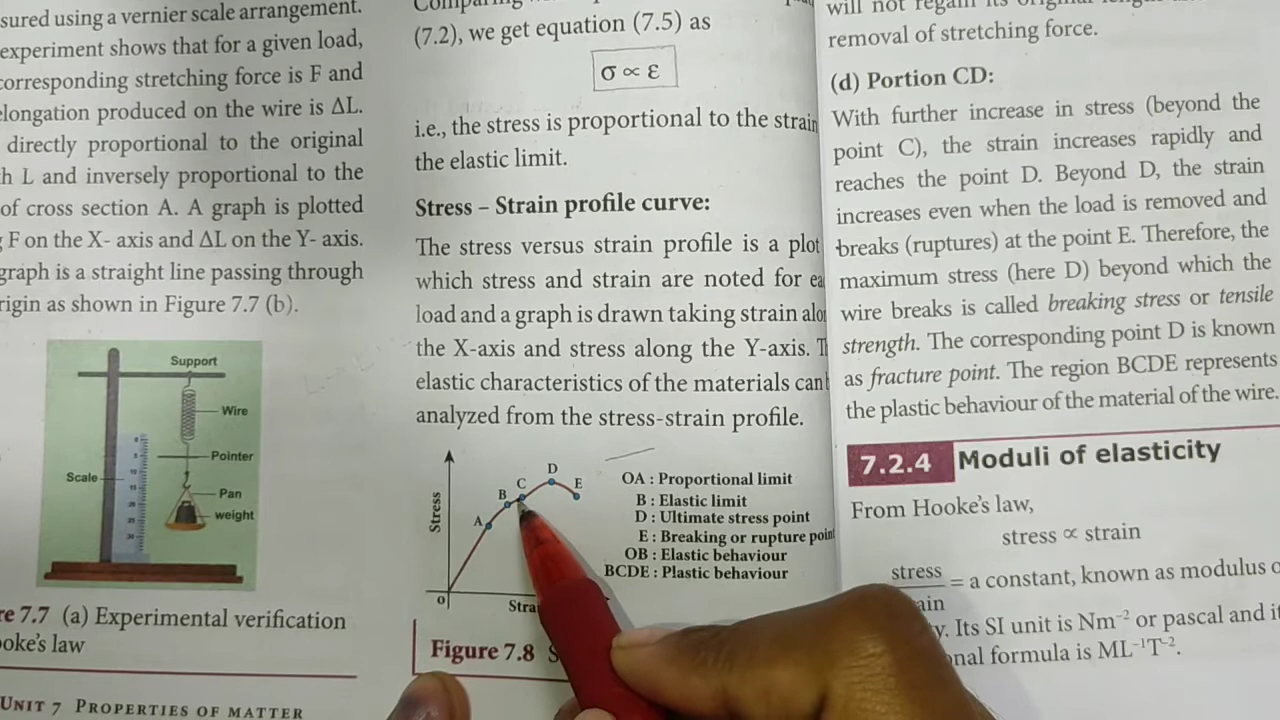 sured using a vernier scale arrangement.
experiment shows that for a given load,
corresponding stretching force is F and
elongation produced on the wire is ΔL.
directly proportional to the original
h L and inversely proportional to the
of cross section A. A graph is plotted
F on the X- axis and ΔL on the Y- axis.
graph is a straight line passing through
rigin as shown in Figure 7.7 (b).
Support
Wire
Pointer
Scale
Pan
weight
re 7.7 (a) Experimental verification
ooke's law
UNIT 7 PROPERTIES OF MATTER
(7.2), we get equation (7.5) as
σ ∝ ε
i.e., the stress is proportional to the strain
the elastic limit.
Stress – Strain profile curve:
The stress versus strain profile is a plot
which stress and strain are noted for ea
load and a graph is drawn taking strain alo
the X-axis and stress along the Y-axis. T
elastic characteristics of the materials can
analyzed from the stress-strain profile.
Stress
A
B
C
D
E
O
Stra
OA : Proportional limit
B : Elastic limit
D : Ultimate stress point
E : Breaking or rupture point
OB : Elastic behaviour
BCDE : Plastic behaviour
Figure 7.8 S
will not regain its original
removal of stretching force.
(d) Portion CD:
With further increase in stress (beyond the
point C), the strain increases rapidly and
reaches the point D. Beyond D, the strain
increases even when the load is removed and
breaks (ruptures) at the point E. Therefore, the
maximum stress (here D) beyond which the
wire breaks is called breaking stress or tensile
strength. The corresponding point D is known
as fracture point. The region BCDE represents
the plastic behaviour of the material of the wire.
7.2.4 Moduli of elasticity
From Hooke's law,
stress ∝ strain
stress
ain
= a constant, known as modulus o
y. Its SI unit is Nm⁻² or pascal and it
onal formula is ML⁻¹T⁻².